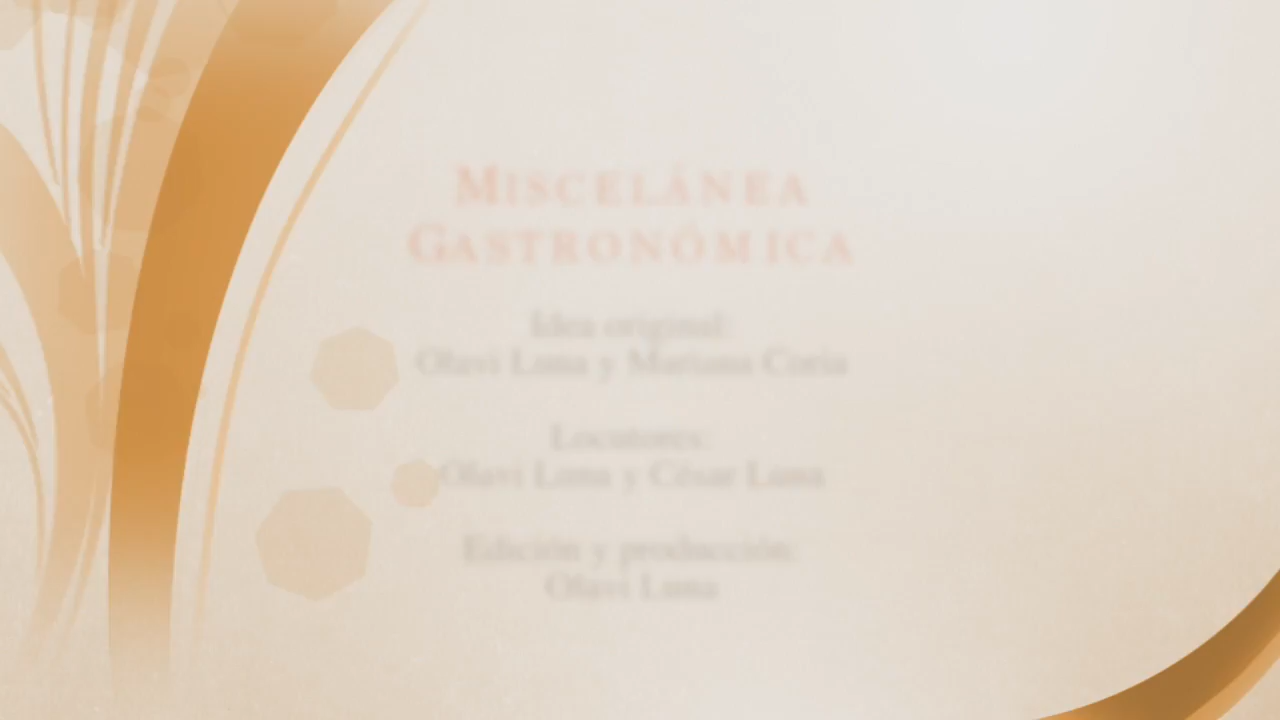 MISCELÁNEA
GASTRONÓMICA
Idea original:
Olavi Luna y Mariana Coria
Locutores:
Olavi Luna y César Luna
Edición y producción:
Olavi Luna